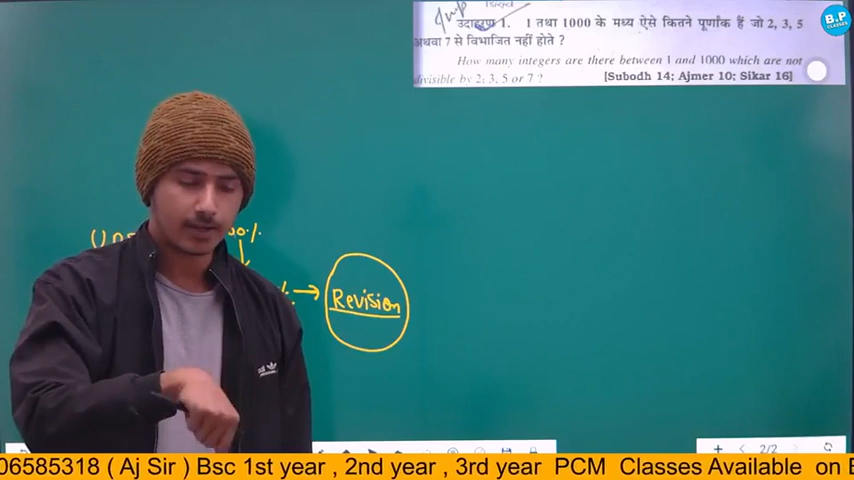 Imp
उदाहरण 1. 1 तथा 1000 के मध्य ऐसे कितने पूर्णांक हैं जो 2, 3, 5
अथवा 7 से विभाजित नहीं होते ?
How many integers are there between 1 and 1000 which are not
divisible by 2, 3, 5 or 7 ?
[Subodh 14; Ajmer 10; Sikar 16]
B.P
CLASSES
Revision
2/2
06585318 ( Aj Sir ) Bsc 1st year , 2nd year , 3rd year PCM Classes Available on